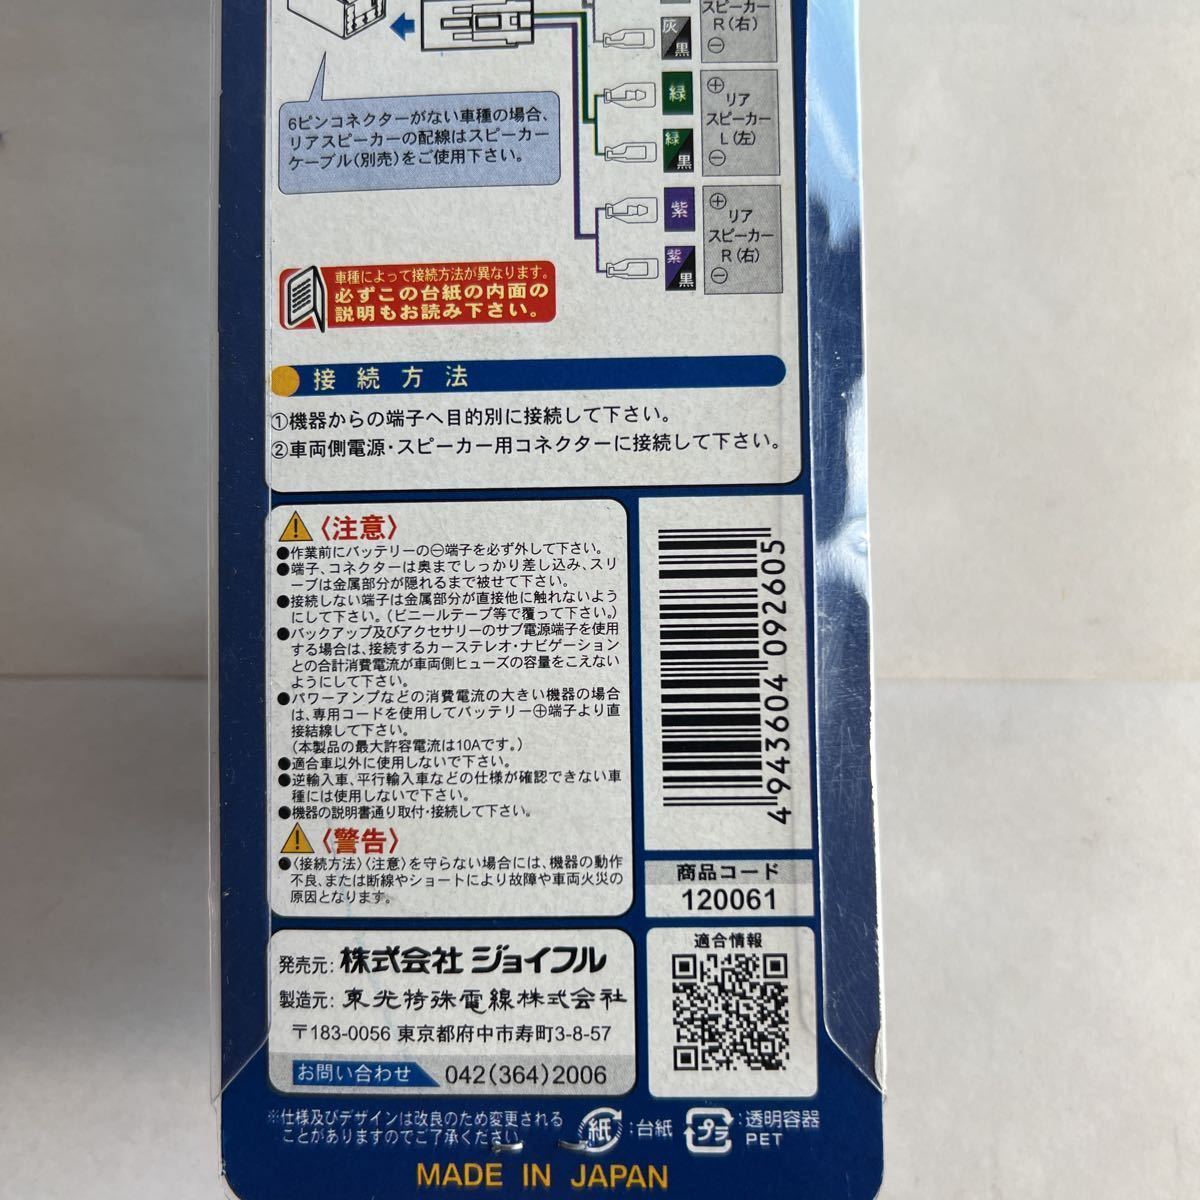 スピーカー
R(右)
⊖
灰
黒
緑
⊕
リア
スピーカー
L(左)
⊖
緑
黒
紫
⊕
リア
スピーカー
R(右)
⊖
紫
黒
6ピンコネクターがない車種の場合、
リアスピーカーの配線はスピーカー
ケーブル(別売)をご使用下さい。
車種によって接続方法が異なります。
必ずこの台紙の内面の
説明もお読み下さい。
接続方法
①機器からの端子へ目的別に接続して下さい。
②車両側電源・スピーカー用コネクターに接続して下さい。
〈注意〉
●作業前にバッテリーの⊖端子を必ず外して下さい。
●端子、コネクターは奥までしっかり差し込み、スリ
ーブは金属部分が隠れるまで被せて下さい。
●接続しない端子は金属部分が直接他に触れないよう
にして下さい。(ビニールテープ等で覆って下さい。)
●バックアップ及びアクセサリーのサブ電源端子を使用
する場合は、接続するカーステレオ・ナビゲーション
との合計消費電流が車両側ヒューズの容量をこえない
ようにして下さい。
●パワーアンプなどの消費電流の大きい機器の場合
は、専用コードを使用してバッテリー⊕端子より直
接結線して下さい。
(本製品の最大許容電流は10Aです。)
●適合車以外に使用しないで下さい。
●逆輸入車、平行輸入車などの仕様が確認できない車
種には使用しないで下さい。
●機器の説明書通り取付・接続して下さい。
〈警告〉
●〈接続方法〉〈注意〉を守らない場合には、機器の動作
不良、または断線やショートにより故障や車両火災の
原因となります。
4943604092605
商品コード
120061
適合情報
発売元:株式会社ジョイフル
製造元:東光特殊電線株式会社
〒183-0056 東京都府中市寿町3-8-57
お問い合わせ 042(364)2006
※仕様及びデザインは改良のため変更される
ことがありますのでご了承ください
紙:台紙
プラ:透明容器
PET
MADE IN JAPAN